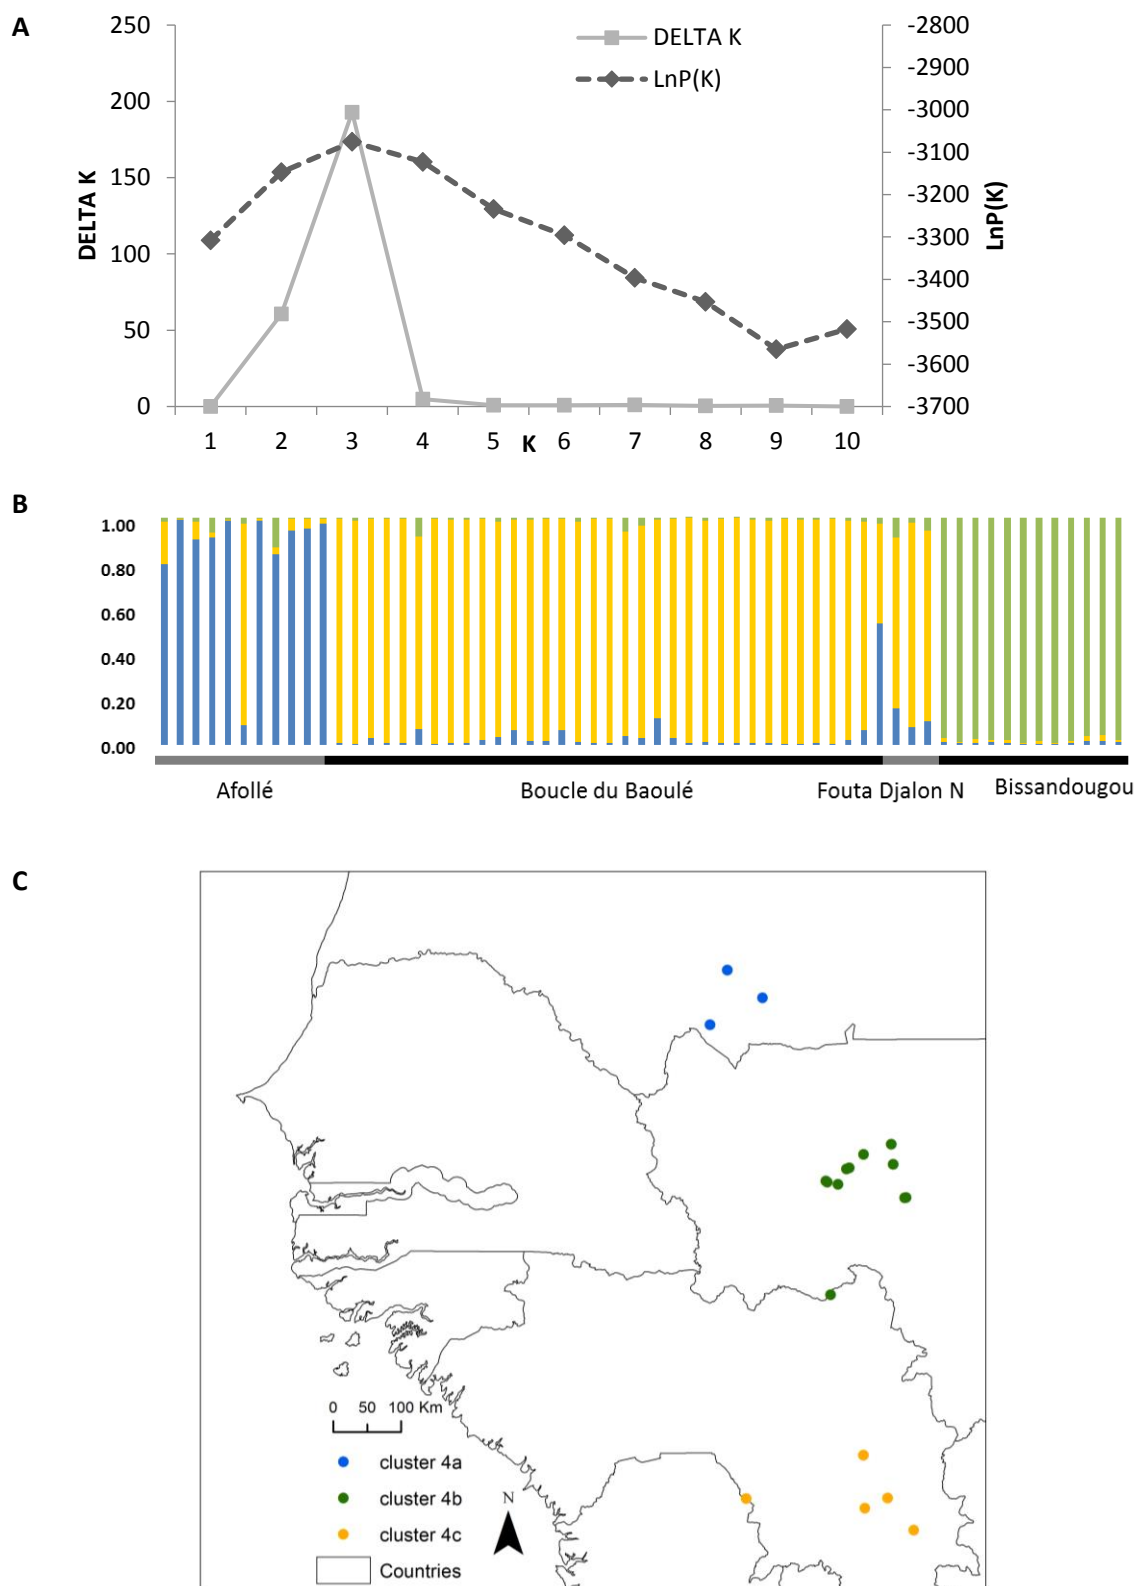 A
250
200
150
100
50
0
DELTA K
DELTA K
LnP(K)
-2800
-2900
-3000
-3100
-3200
-3300
-3400
-3500
-3600
-3700
LnP(K)
1 2 3 4 5 6 7 8 9 10
K
B
1.00
0.80
0.60
0.40
0.20
0.00
Afollé Boucle du Baoulé Fouta Djalon N Bissandougou
C
0 50 100 Km
cluster 4a
cluster 4b
cluster 4c
Countries
N